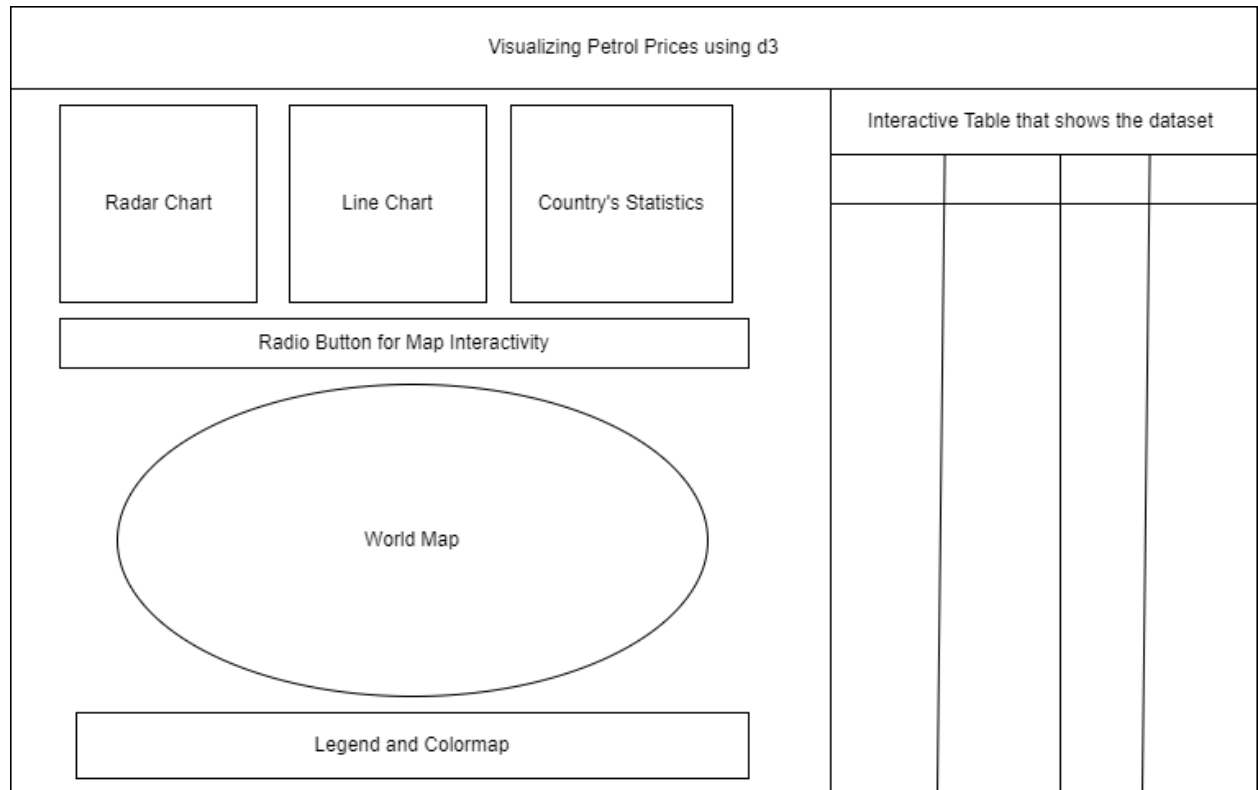 Visualizing Petrol Prices using d3
Radar Chart
Line Chart
Country's Statistics
Radio Button for Map Interactivity
World Map
Legend and Colormap
Interactive Table that shows the dataset